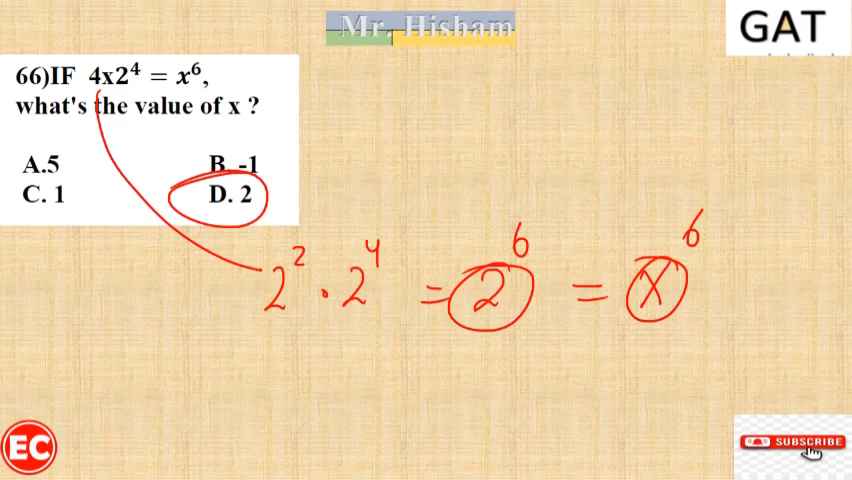 Mr. Hisham
GAT
66)IF 4x2⁴ = x⁶,
what's the value of x ?
A.5 B. -1
C. 1 D. 2
2² · 2⁴ = 2⁶ = x⁶
EC
SUBSCRIBE